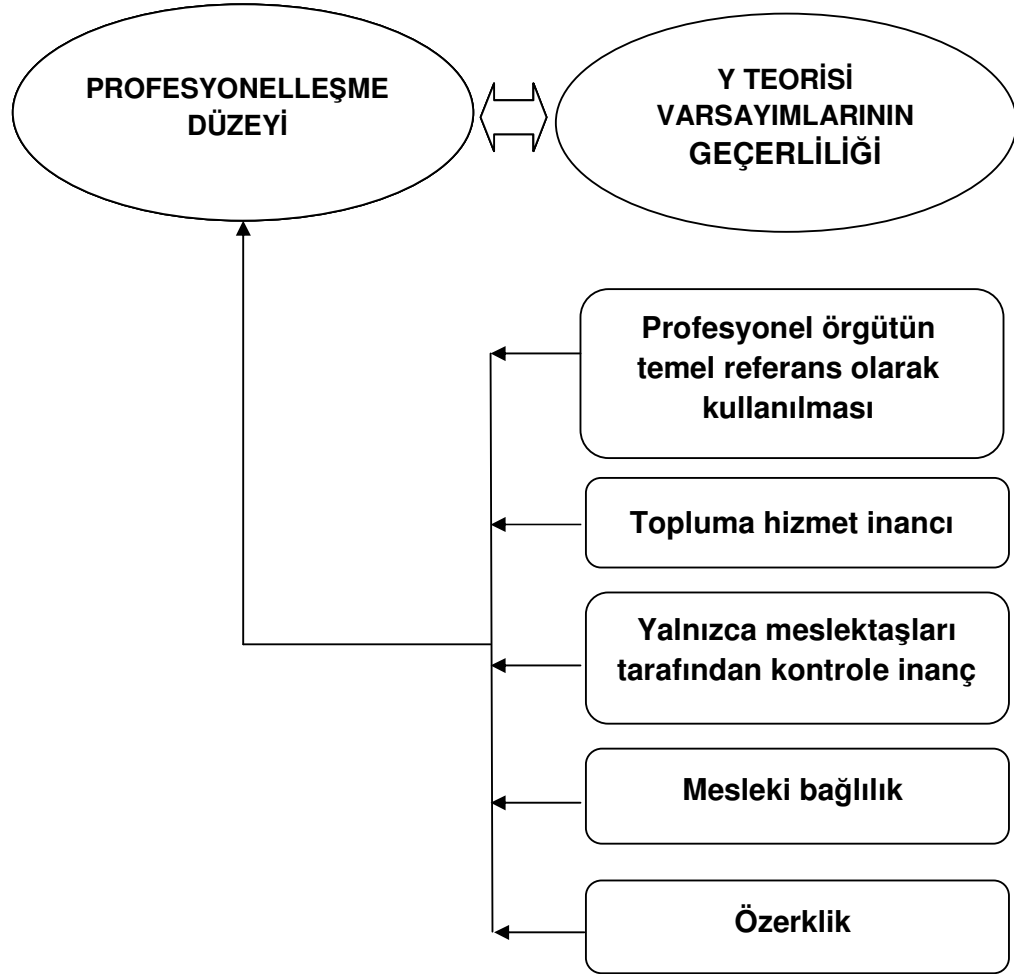 PROFESYONELLEŞME
DÜZEYİ
Y TEORİSİ
VARSAYIMLARININ
GEÇERLİLİĞİ
Profesyonel örgütün
temel referans olarak
kullanılması
Topluma hizmet inancı
Yalnızca meslektaşları
tarafından kontrole inanç
Mesleki bağlılık
Özerklik